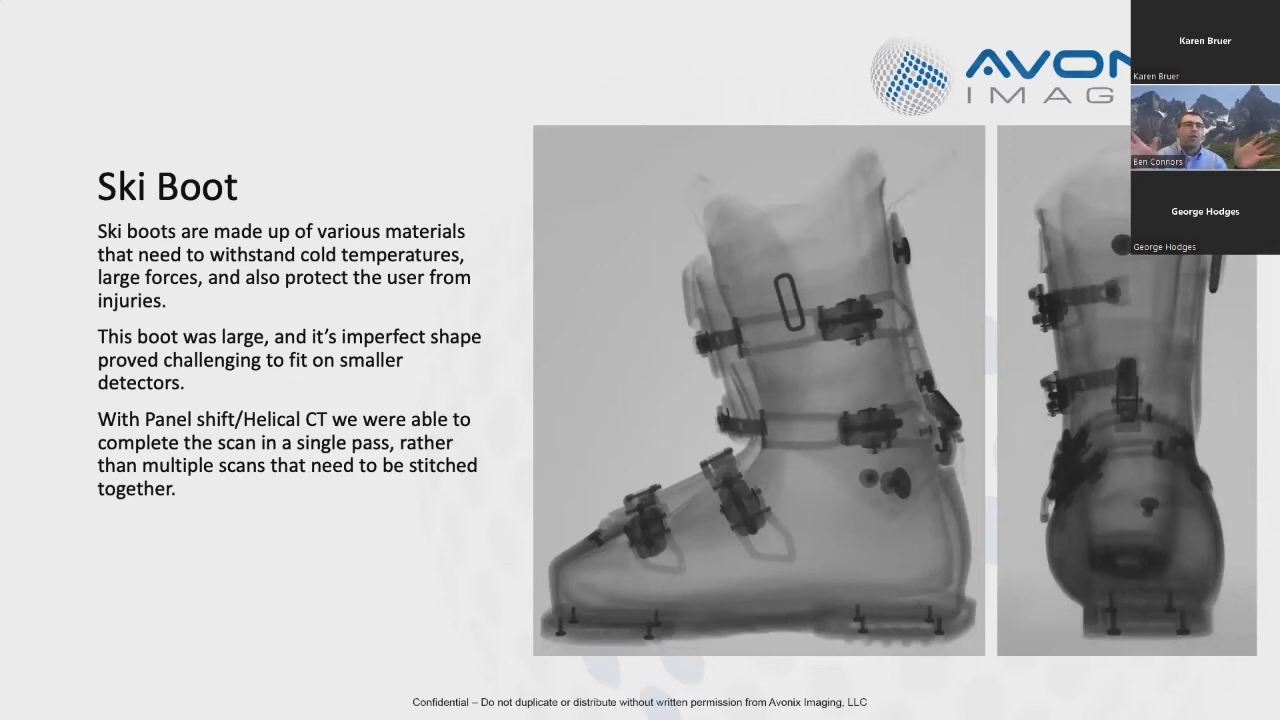 AVON
IMAG
Karen Bruer
Karen Bruer
Ben Connors
George Hodges
George Hodges
Ski Boot
Ski boots are made up of various materials
that need to withstand cold temperatures,
large forces, and also protect the user from
injuries.
This boot was large, and it’s imperfect shape
proved challenging to fit on smaller
detectors.
With Panel shift/Helical CT we were able to
complete the scan in a single pass, rather
than multiple scans that need to be stitched
together.
Confidential – Do not duplicate or distribute without written permission from Avonix Imaging, LLC